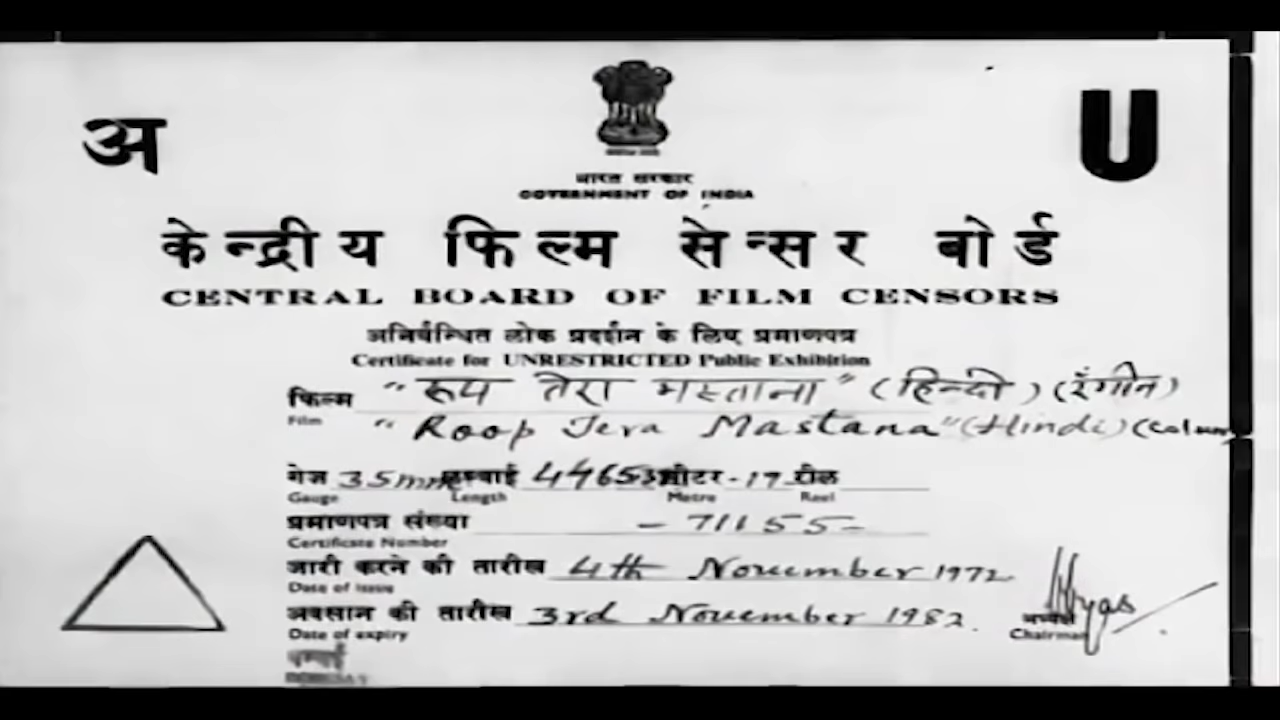 अ
U
भारत सरकार
GOVERNMENT OF INDIA
केन्द्रीय फिल्म सेन्सर बोर्ड
CENTRAL BOARD OF FILM CENSORS
अनिर्बन्धित लोक प्रदर्शन के लिए प्रमाणपत्र
Certificate for UNRESTRICTED Public Exhibition
फिल्म "रूप तेरा मस्ताना" (हिन्दी) (रंगीन)
Film "Roop Tera Mastana" (Hindi)
गेज 35mm लम्बाई मीटर - 17 रील
Gauge Length Metre Reel
प्रमाणपत्र संख्या - 71155 -
Certificate Number
जारी करने की तारीख 4th November 1972
Date of issue
अवसान की तारीख 3rd November 1982.
Date of expiry
अध्यक्ष
Chairman